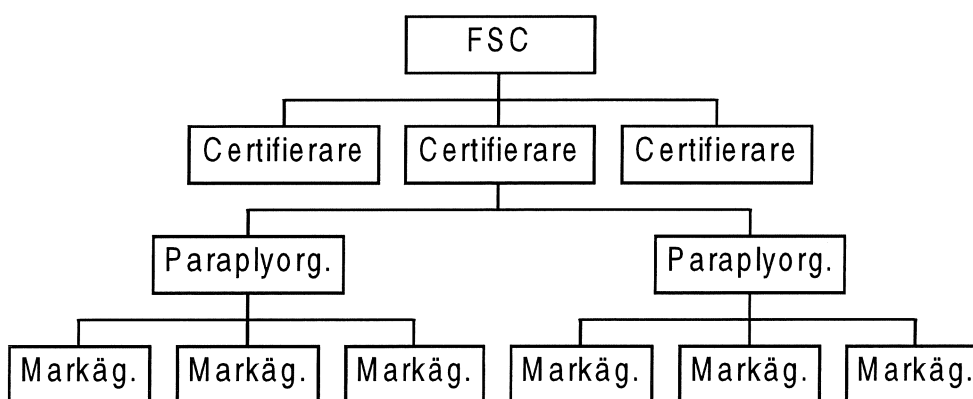 FSC
Certifierare Certifierare Certifierare
Paraplyorg. Paraplyorg.
Markäg. Markäg. Markäg. Markäg. Markäg. Markäg.